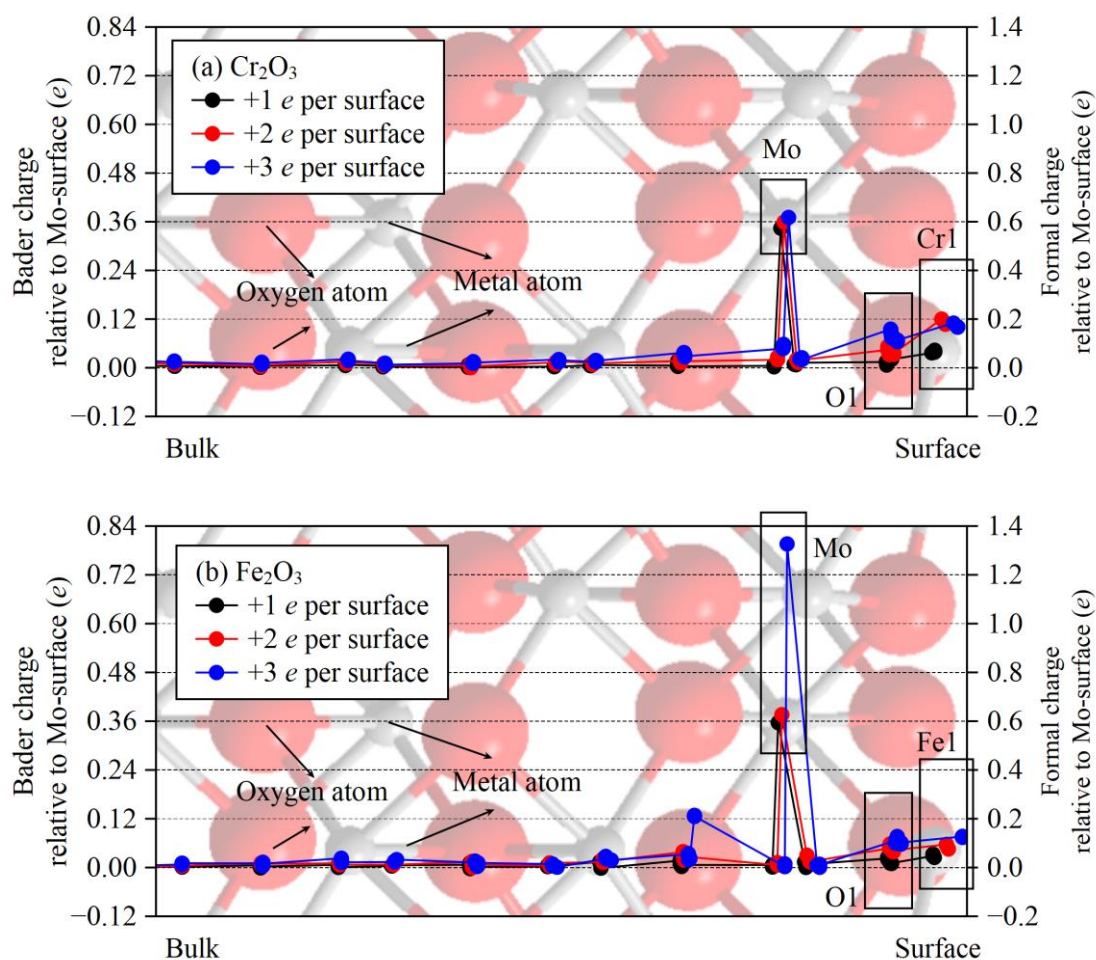 0.84
0.72
0.60
0.48
0.36
0.24
0.12
0.00
−0.12
Bader charge
relative to Mo-surface (e)
(a) Cr₂O₃
+1 e per surface
+2 e per surface
+3 e per surface
Oxygen atom
Metal atom
Mo
Cr1
O1
1.4
1.2
1.0
0.8
0.6
0.4
0.2
0.0
−0.2
Formal charge
relative to Mo-surface (e)
Bulk
Surface
0.84
0.72
0.60
0.48
0.36
0.24
0.12
0.00
−0.12
Bader charge
relative to Mo-surface (e)
(b) Fe₂O₃
+1 e per surface
+2 e per surface
+3 e per surface
Oxygen atom
Metal atom
Mo
Fe1
O1
1.4
1.2
1.0
0.8
0.6
0.4
0.2
0.0
−0.2
Formal charge
relative to Mo-surface (e)
Bulk
Surface